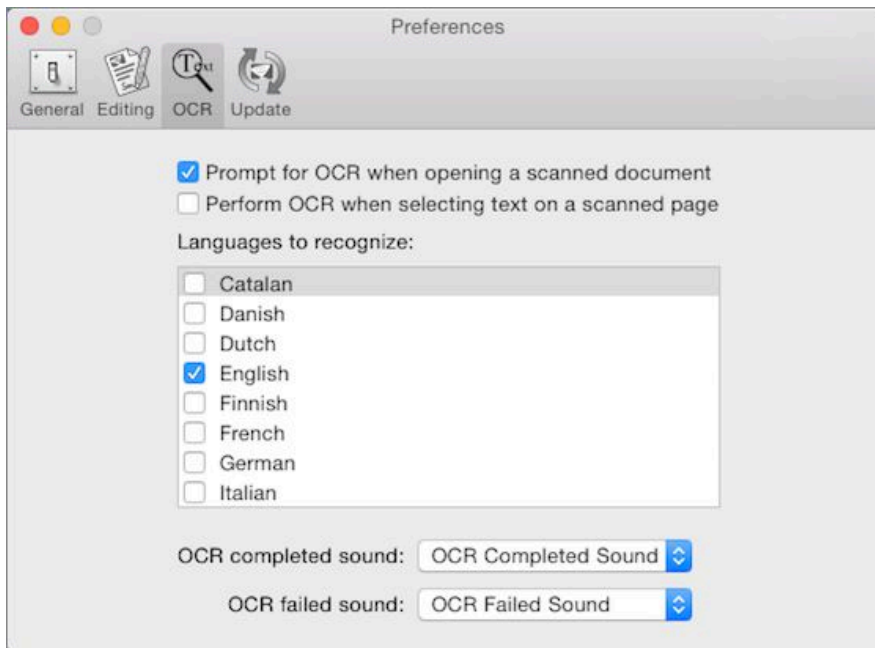 Preferences
General Editing OCR Update
Prompt for OCR when opening a scanned document
Perform OCR when selecting text on a scanned page
Languages to recognize:
Catalan
Danish
Dutch
English
Finnish
French
German
Italian
OCR completed sound: OCR Completed Sound
OCR failed sound: OCR Failed Sound